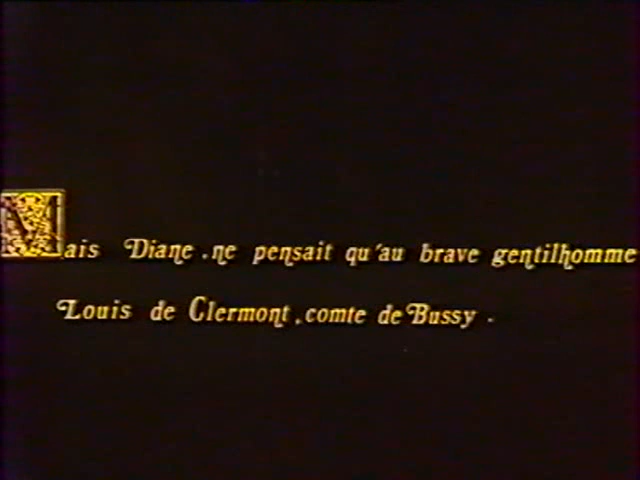 Mais Diane .ne pensait qu'au brave gentilhomme
Louis de Clermont , comte de Bussy .